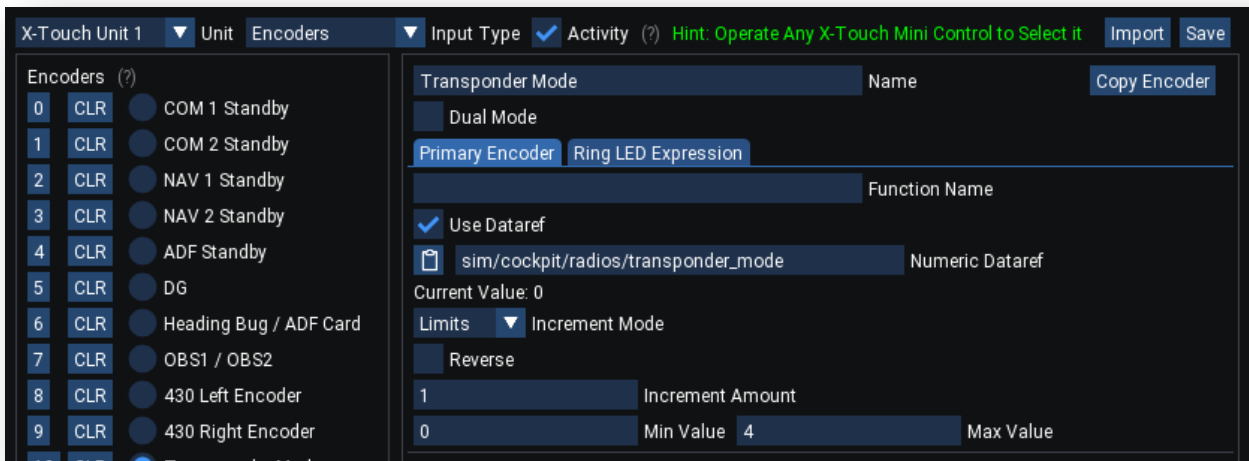 X-Touch Unit 1 Unit Encoders Input Type Activity (?) Hint: Operate Any X-Touch Mini Control to Select it Import Save
Encoders (?)
0 CLR COM 1 Standby
1 CLR COM 2 Standby
2 CLR NAV 1 Standby
3 CLR NAV 2 Standby
4 CLR ADF Standby
5 CLR DG
6 CLR Heading Bug / ADF Card
7 CLR OBS1 / OBS2
8 CLR 430 Left Encoder
9 CLR 430 Right Encoder
Transponder Mode Name Copy Encoder
Dual Mode
Primary Encoder Ring LED Expression
Function Name
Use Dataref
sim/cockpit/radios/transponder_mode Numeric Dataref
Current Value: 0
Limits Increment Mode
Reverse
1 Increment Amount
0 Min Value 4 Max Value